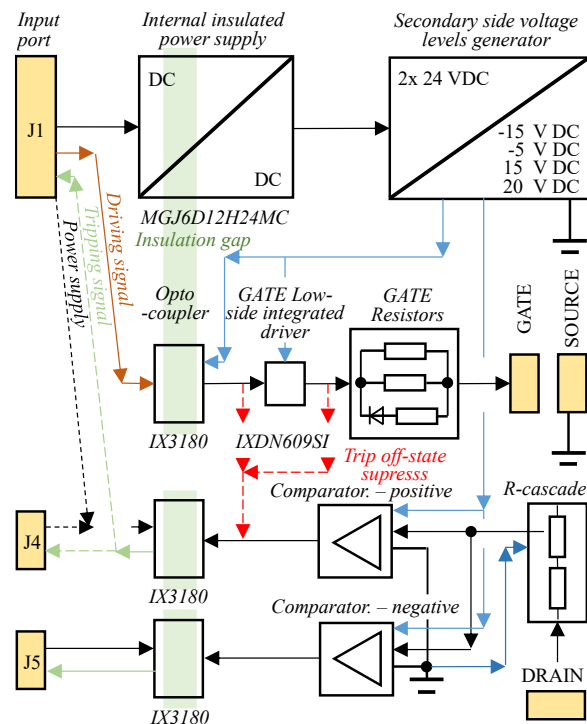 Input
port
Internal insulated
power supply
Secondary side voltage
levels generator
J1
DC
DC
2x 24 VDC
-15 V DC
-5 V DC
15 V DC
20 V DC
MGJ6D12H24MC
Insulation gap
Driving signal
Tripping signal
Power supply
Opto
-coupler
GATE Low-
side integrated
driver
GATE
Resistors
GATE
SOURCE
IX3180
IXDN609SI
Trip off-state
supresss
Comparator. – positive
R-cascade
J4
IX3180
Comparator. – negative
J5
DRAIN
IX3180